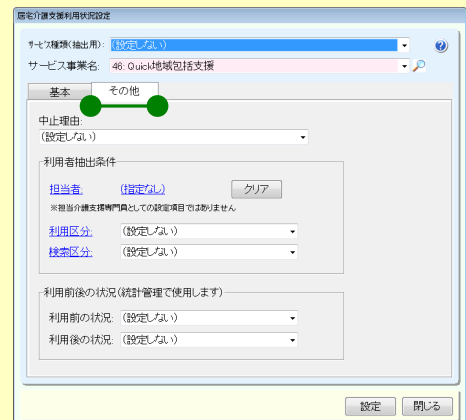 居宅介護支援利用状況設定
サービス種類(抽出用): (設定しない)
サービス事業名: 46: Quick地域包括支援
基本 その他
中止理由:
(設定しない)
利用者抽出条件
担当者: (指定なし) クリア
※担当介護支援専門員としての設定項目ではありません
利用区分: (設定しない)
検索区分: (設定しない)
利用前後の状況(統計管理で使用します)
利用前の状況: (設定しない)
利用後の状況: (設定しない)
設定 閉じる